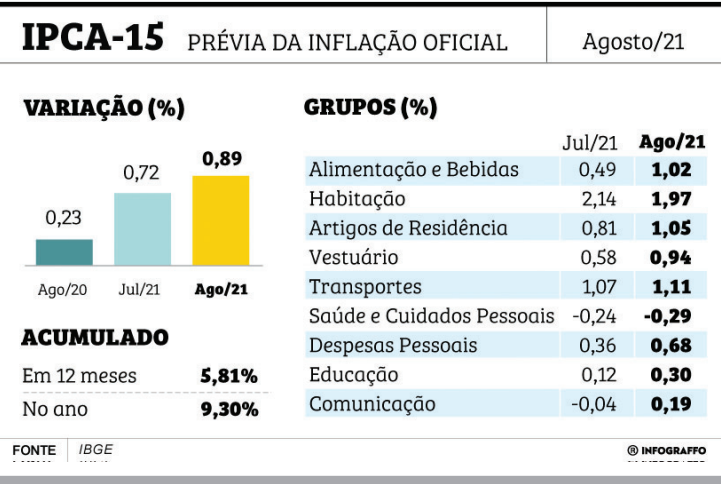 IPCA-15 PRÉVIA DA INFLAÇÃO OFICIAL Agosto/21
VARIAÇÃO (%)
0,23 0,72 0,89
Ago/20 Jul/21 Ago/21
ACUMULADO
Em 12 meses 5,81%
No ano 9,30%
GRUPOS (%)
Jul/21 Ago/21
Alimentação e Bebidas 0,49 1,02
Habitação 2,14 1,97
Artigos de Residência 0,81 1,05
Vestuário 0,58 0,94
Transportes 1,07 1,11
Saúde e Cuidados Pessoais -0,24 -0,29
Despesas Pessoais 0,36 0,68
Educação 0,12 0,30
Comunicação -0,04 0,19
FONTE IBGE
® INFOGRAFFO